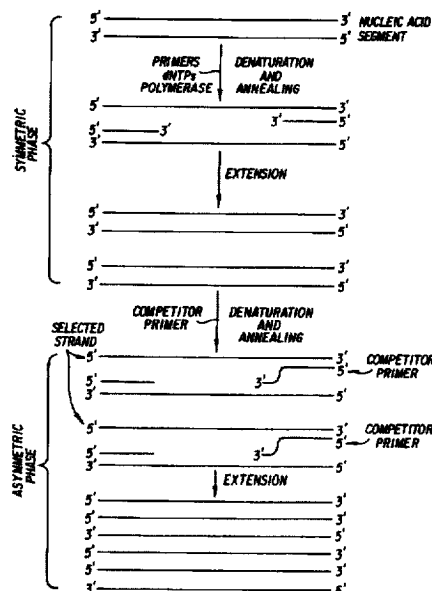 5' 3' NUCLEIC ACID
3' 5' SEGMENT
PRIMERS DENATURATION
dNTPs AND
POLYMERASE ANNEALING
5' 3'
3' 5'
5' 3'
3' 5'
SYMMETRIC PHASE
EXTENSION
5' 3'
3' 5'
5' 3'
3' 5'
COMPETITOR DENATURATION
PRIMER AND
ANNEALING
SELECTED
STRAND
5' 3' COMPETITOR
5' PRIMER
5' 3'
3' 5'
5' 3' COMPETITOR
5' PRIMER
5' 3'
3' 5'
ASYMMETRIC PHASE
EXTENSION
5' 3'
5' 3'
3' 5'
5' 3'
5' 3'
3' 5'